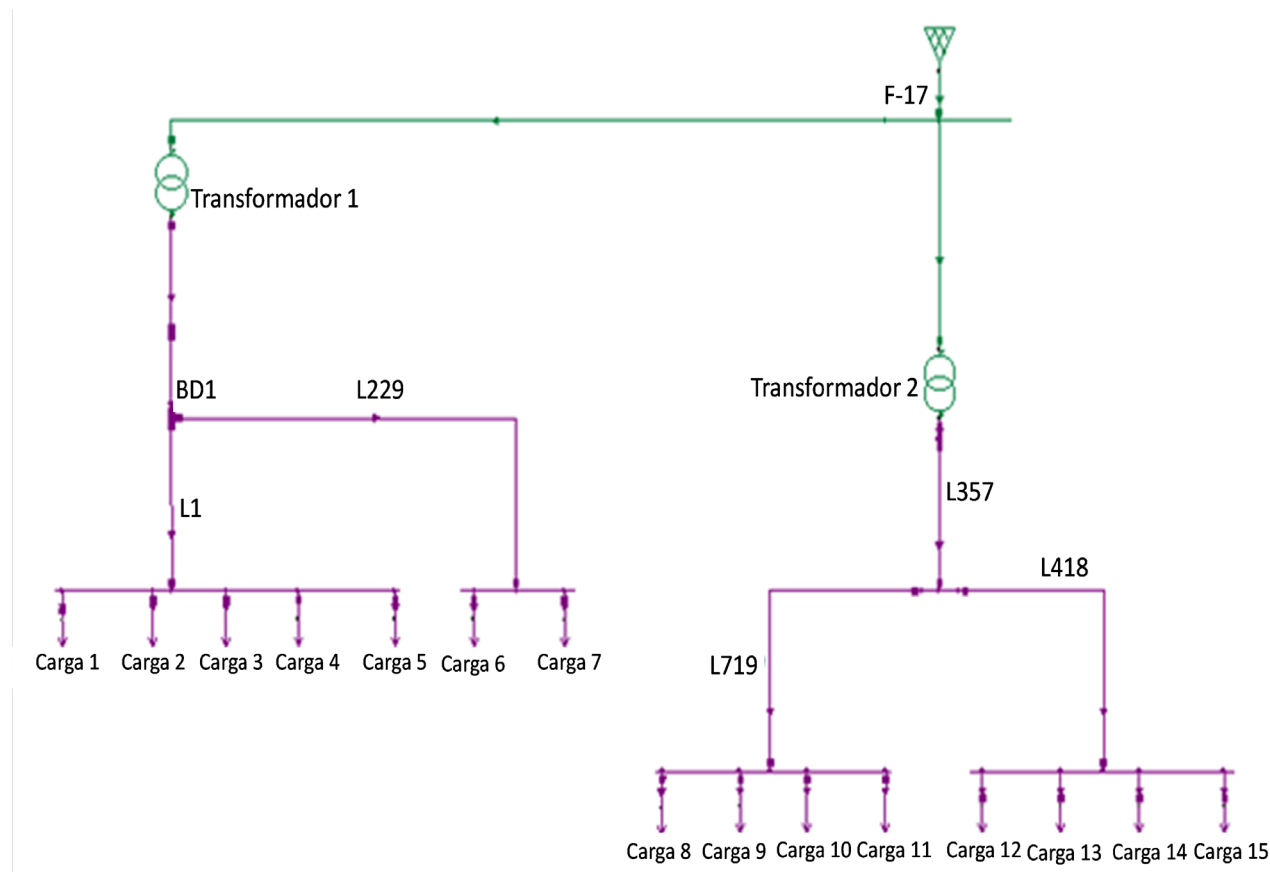 F-17
Transformador 1
Transformador 2
BD1
L229
L357
L1
L418
L719
Carga 1
Carga 2
Carga 3
Carga 4
Carga 5
Carga 6
Carga 7
Carga 8
Carga 9
Carga 10
Carga 11
Carga 12
Carga 13
Carga 14
Carga 15